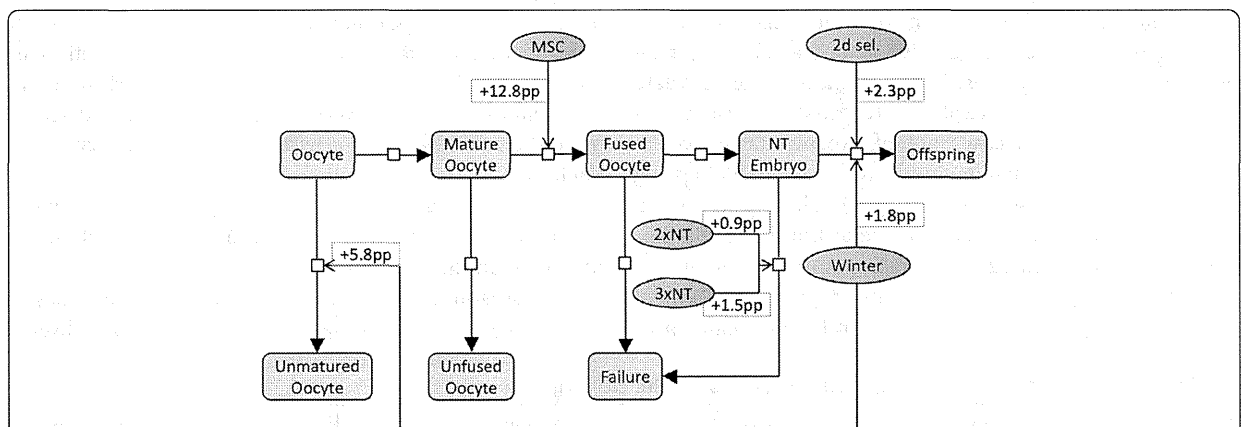 MSC
2d sel.
+12.8pp
+2.3pp
Oocyte
Mature
Oocyte
Fused
Oocyte
NT
Embryo
Offspring
2xNT
+0.9pp
+1.8pp
+5.8pp
Winter
3xNT
+1.5pp
Unmatured
Oocyte
Unfused
Oocyte
Failure